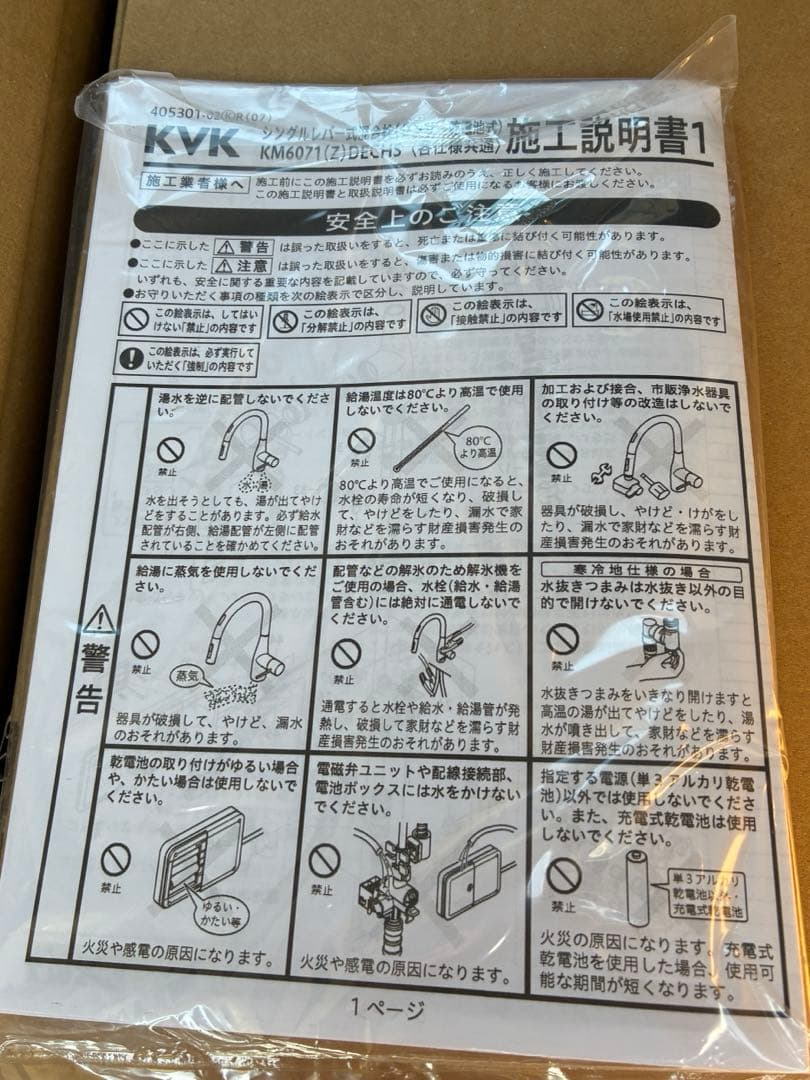 405301-02
KVK
シングルレバー式混合栓
KM6071(Z)DECHS (各社様共通)
施工説明書1
施工業者様へ
施工前にこの施工説明書を必ずお読みのうえ、正しく施工してください。
この施工説明書と取扱説明書は必ずご使用になるお客様にお渡しください。
安全上のご注意
●ここに示した 警告 は誤った取扱いをすると、死亡または重傷に結び付く可能性があります。
●ここに示した 注意 は誤った取扱いをすると、傷害または物的損害に結び付く可能性があります。
いずれも、安全に関する重要な内容を記載していますので、必ず守ってください。
●お守りいただく事項の種類を次の絵表示で区分し、説明しています。
この絵表示は、してはい
けない「禁止」の内容です
この絵表示は、
「分解禁止」の内容です
この絵表示は、
「接触禁止」の内容です
この絵表示は、
「水場使用禁止」の内容です
この絵表示は、必ず実行して
いただく「強制」の内容です
警告
湯水を逆に配管しないでくださ
い。
禁止
水 湯
水を出そうとしても、湯が出てやけ
どをすることがあります。必ず給水
配管が右側、給湯配管が左側に配管
されていることを確かめてください。
給湯温度は80℃より高温で使用
しないでください。
禁止
80℃
より高温
80℃より高温でご使用になると、
水栓の寿命が短くなり、破損し
て、やけどをしたり、漏水で家
財などを濡らす財産損害発生の
おそれがあります。
加工および接合、市販浄水器具
の取り付け等の改造はしないで
ください。
禁止
器具が破損し、やけど・けがをし
たり、漏水で家財などを濡らす財
産損害発生のおそれがあります。
給湯に蒸気を使用しないでくだ
さい。
禁止
蒸気
器具が破損して、やけど、漏水
のおそれがあります。
配管などの解氷のため解氷機を
ご使用の場合、水栓(給水・給湯
管含む)には絶対に通電しないで
ください。
禁止
通電すると水栓や給水・給湯管が発
熱し、破損して家財などを濡らす財
産損害発生のおそれがあります。
寒冷地仕様の場合
水抜きつまみは水抜き以外の目
的で開けないでください。
禁止
水抜きつまみをいきなり開けますと
高温の湯が出てやけどをしたり、湯
水が噴き出して、家財などを濡らす
財産損害発生のおそれがあります。
乾電池の取り付けがゆるい場合
や、かたい場合は使用しないで
ください。
禁止
ゆるい・
かたい等
火災や感電の原因になります。
電磁弁ユニットや配線接続部、
電池ボックスには水をかけない
でください。
禁止
火災や感電の原因になります。
指定する電源(単3アルカリ乾電
池)以外では使用しないでくださ
い。また、充電式乾電池は使用
しないでください。
禁止
単3アルカリ
乾電池以外・
充電式乾電池
火災の原因になります。充電式
乾電池を使用した場合、使用可
能な期間が短くなります。
1ページ